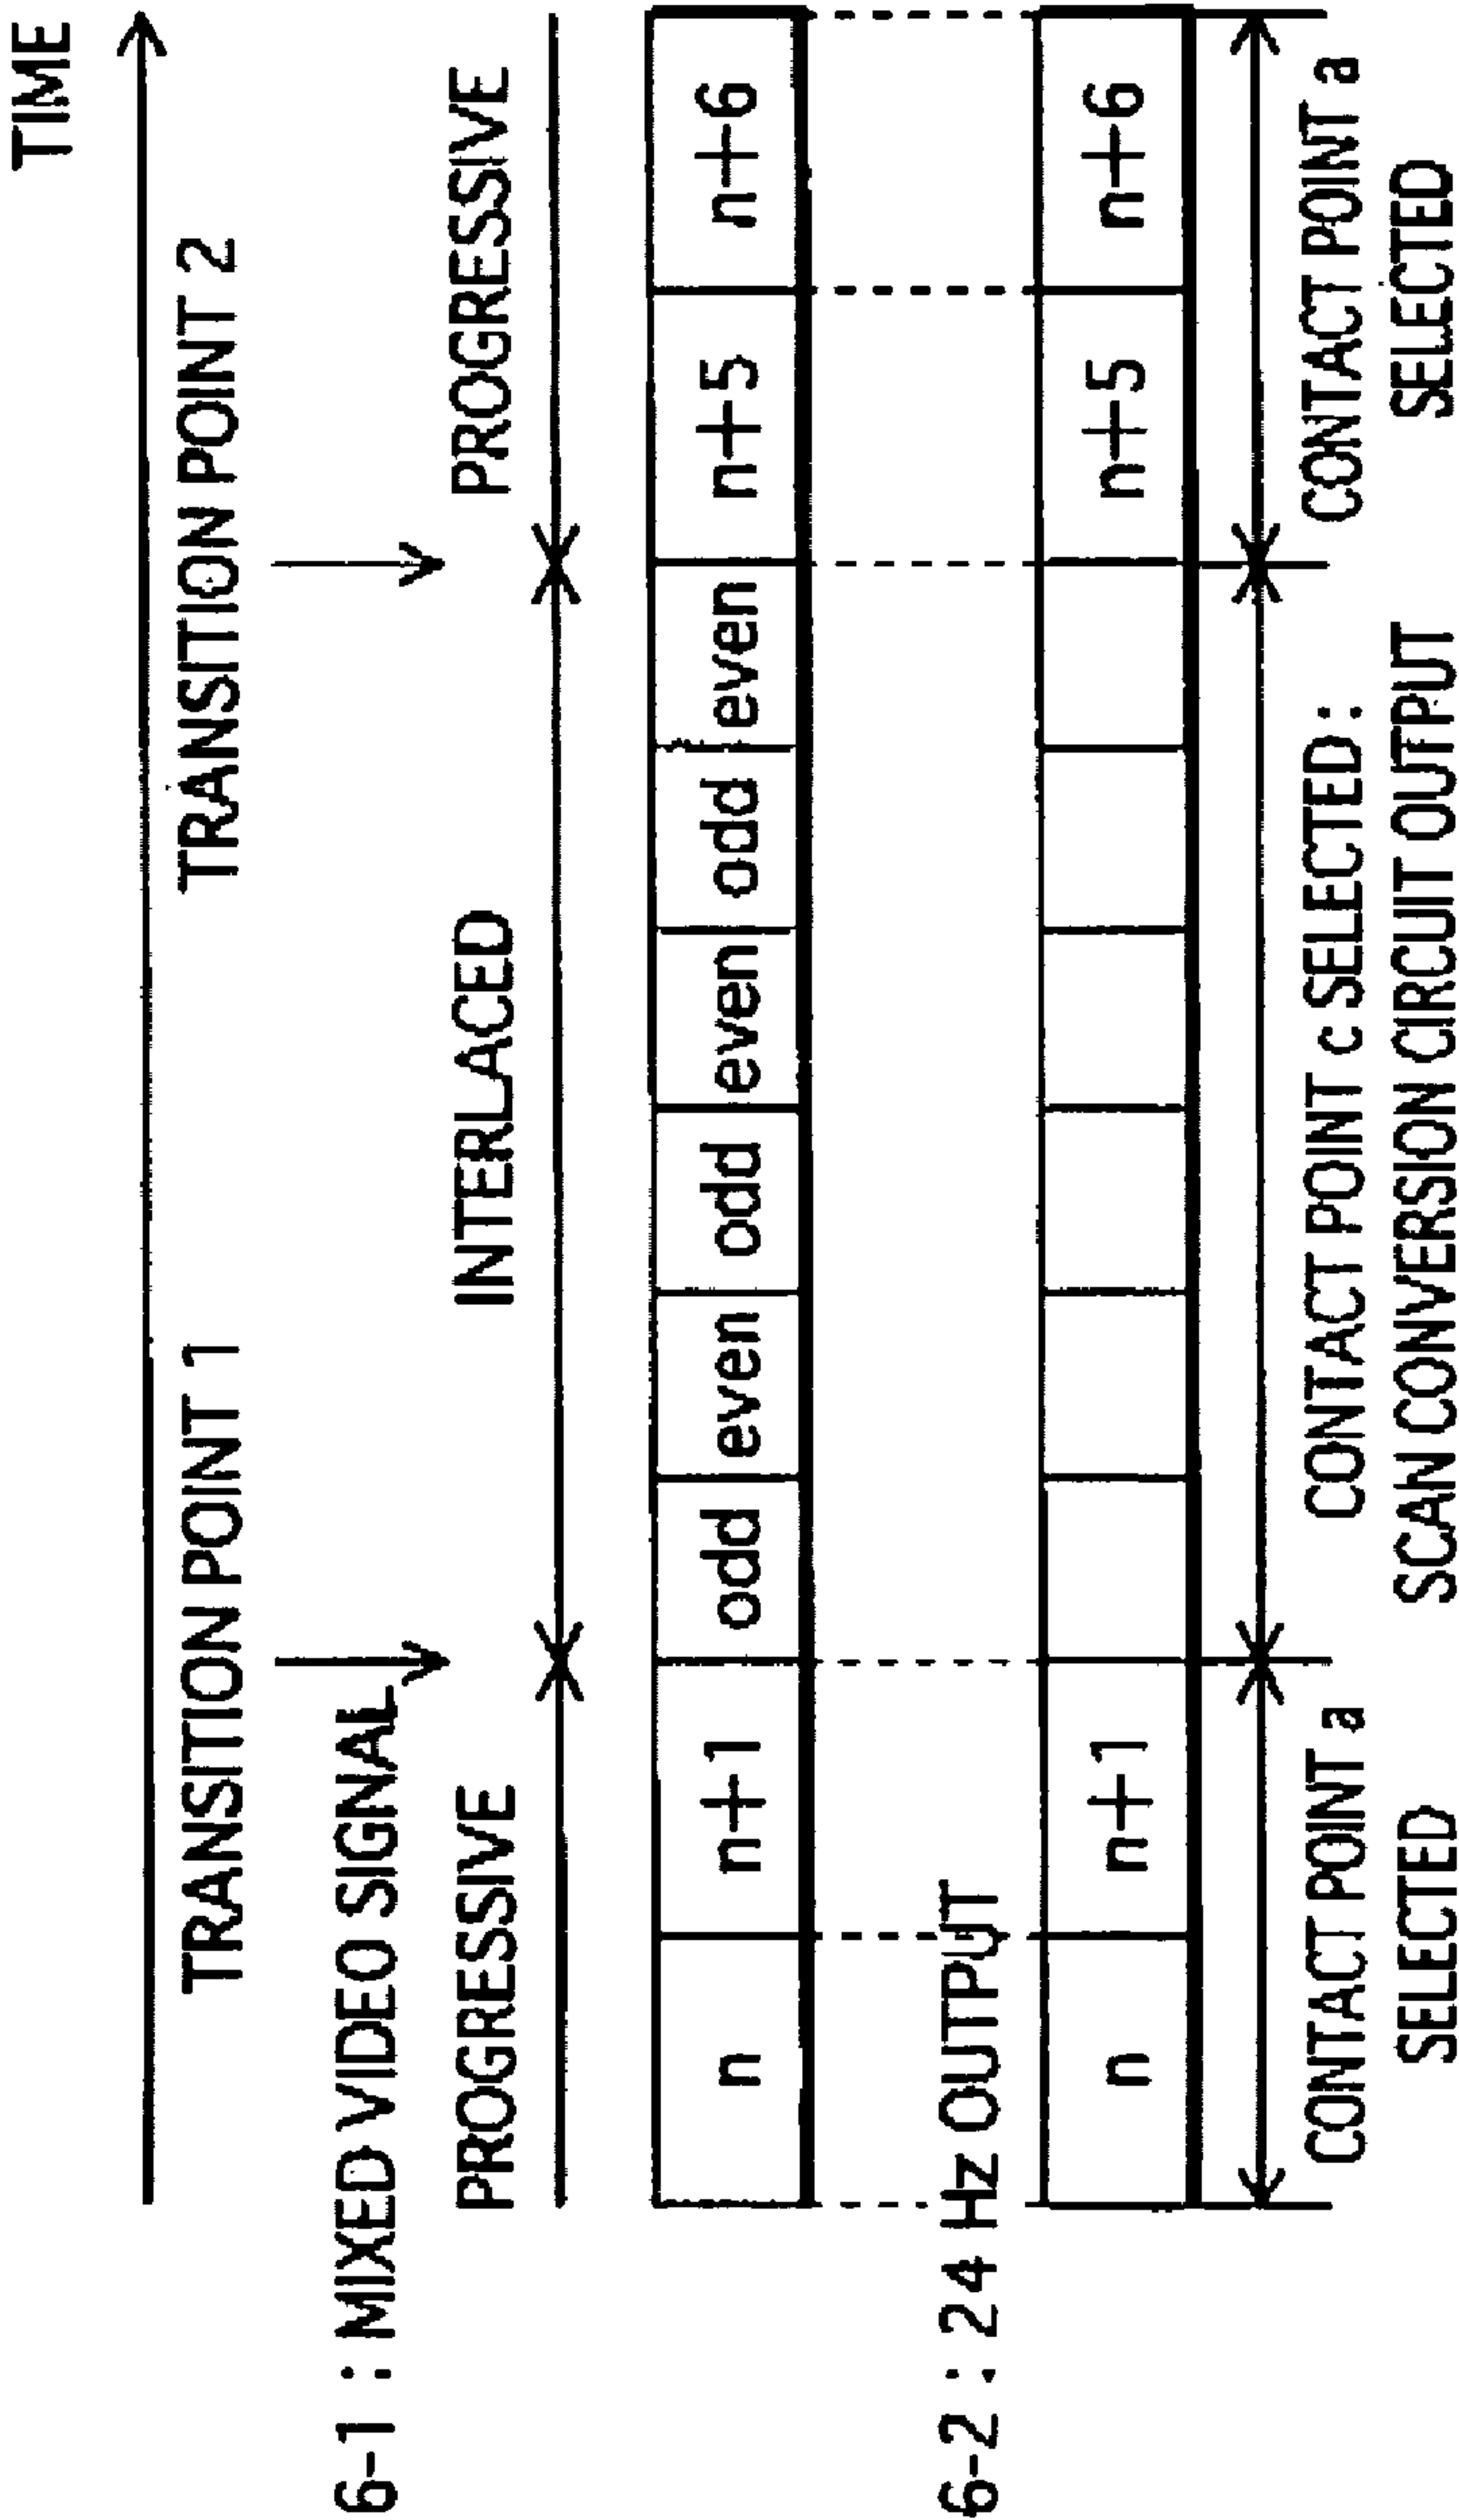 TIME
TRANSITION POINT 1
TRANSITION POINT 2
6-1 : MIXED VIDEO SIGNAL
PROGRESSIVE
INTERLACED
PROGRESSIVE
n
n+1
odd
even
odd
even
odd
even
n+5
n+6
6-2 : 24 Hz OUTPUT
n
n+1
n+5
n+6
CONTACT POINT a
SELECTED
CONTACT POINT c SELECTED :
SCAN CONVERSION CIRCUIT OUTPUT
CONTACT POINT a
SELECTED